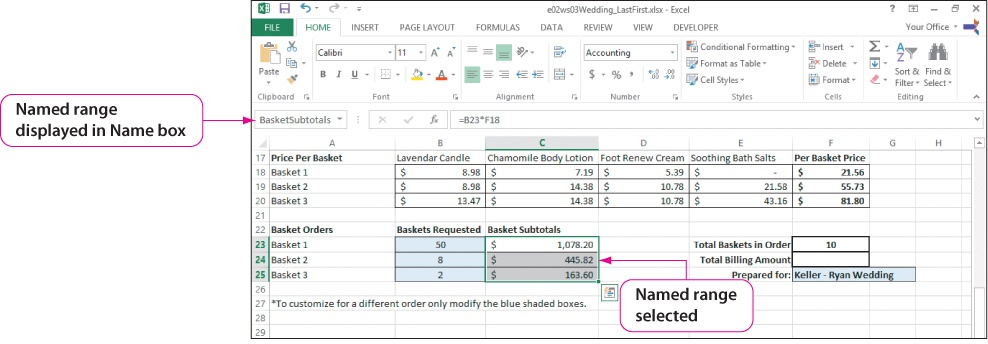 e02ws03Wedding_LastFirst.xlsx - Excel
FILE HOME INSERT PAGE LAYOUT FORMULAS DATA REVIEW VIEW DEVELOPER Your Office
Paste
Calibri 11 A A
B I U A
Accounting
$ % , .0 .00 .00 .0
Conditional Formatting
Format as Table
Cell Styles
Insert
Delete
Format
Σ
A Z
Sort & Filter
Find & Select
Clipboard Font Alignment Number Styles Cells Editing
Named range displayed in Name box
BasketSubtotals fx =B23*F18
A B C D E F G H
17 Price Per Basket Lavendar Candle Chamomile Body Lotion Foot Renew Cream Soothing Bath Salts Per Basket Price
18 Basket 1 $ 8.98 $ 7.19 $ 5.39 $ - $ 21.56
19 Basket 2 $ 8.98 14.38 10.78 21.58 $ 55.73
20 Basket 3 $ 13.47 $ 14.38 $ 10.78 $ 43.16 $ 81.80
21
22 Basket Orders Baskets Requested Basket Subtotals
23 Basket 1 50 $ 1,078.20 Total Baskets in Order 10
24 Basket 2 8 $ 445.82 Total Billing Amount
25 Basket 3 2 $ 163.60 Prepared for: Keller - Ryan Wedding
26
27 *To customize for a different order only modify the blue shaded boxes.
28
29
Named range selected